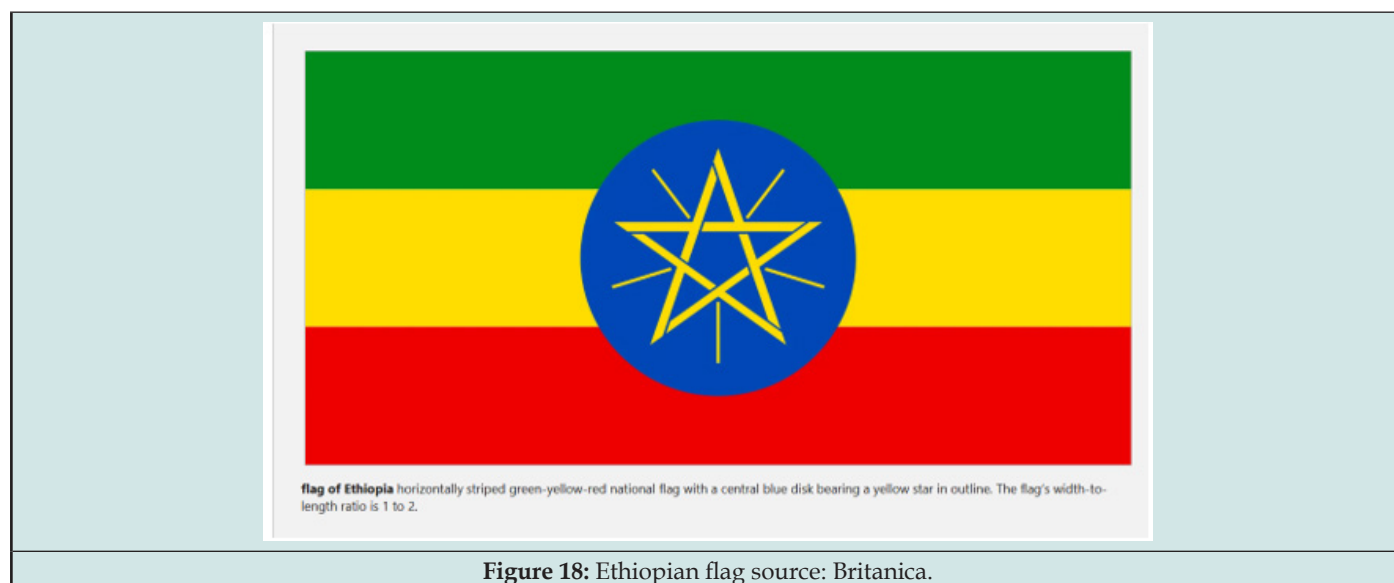 flag of Ethiopia horizontally striped green-yellow-red national flag with a central blue disk bearing a yellow star in outline. The flag's width-to-
length ratio is 1 to 2.
Figure 18: Ethiopian flag source: Britanica.